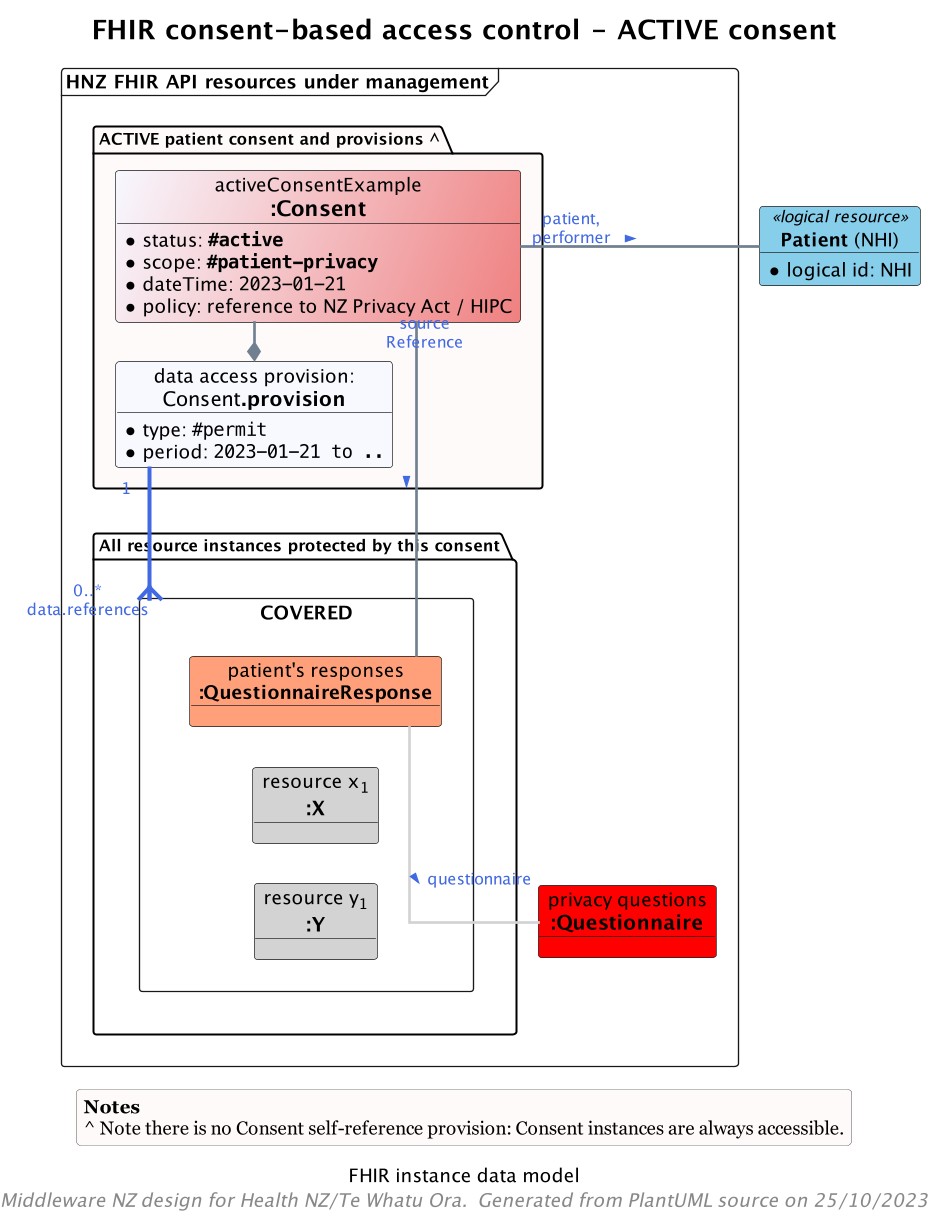 FHIR consent-based access control - ACTIVE consent
HNZ FHIR API resources under management
ACTIVE patient consent and provisions ^
activeConsentExample
:Consent
● status: #active
● scope: #patient-privacy
● dateTime: 2023-01-21
● policy: reference to NZ Privacy Act / HIPC
patient,
performer
«logical resource»
Patient (NHI)
● logical id: NHI
source
Reference
data access provision:
Consent.provision
● type: #permit
● period: 2023-01-21 to ..
1
All resource instances protected by this consent
0..*
data.references
COVERED
patient's responses
:QuestionnaireResponse
resource x₁
:X
questionnaire
resource y₁
:Y
privacy questions
:Questionnaire
Notes
^ Note there is no Consent self-reference provision: Consent instances are always accessible.
FHIR instance data model
Middleware NZ design for Health NZ/Te Whatu Ora. Generated from PlantUML source on 25/10/2023